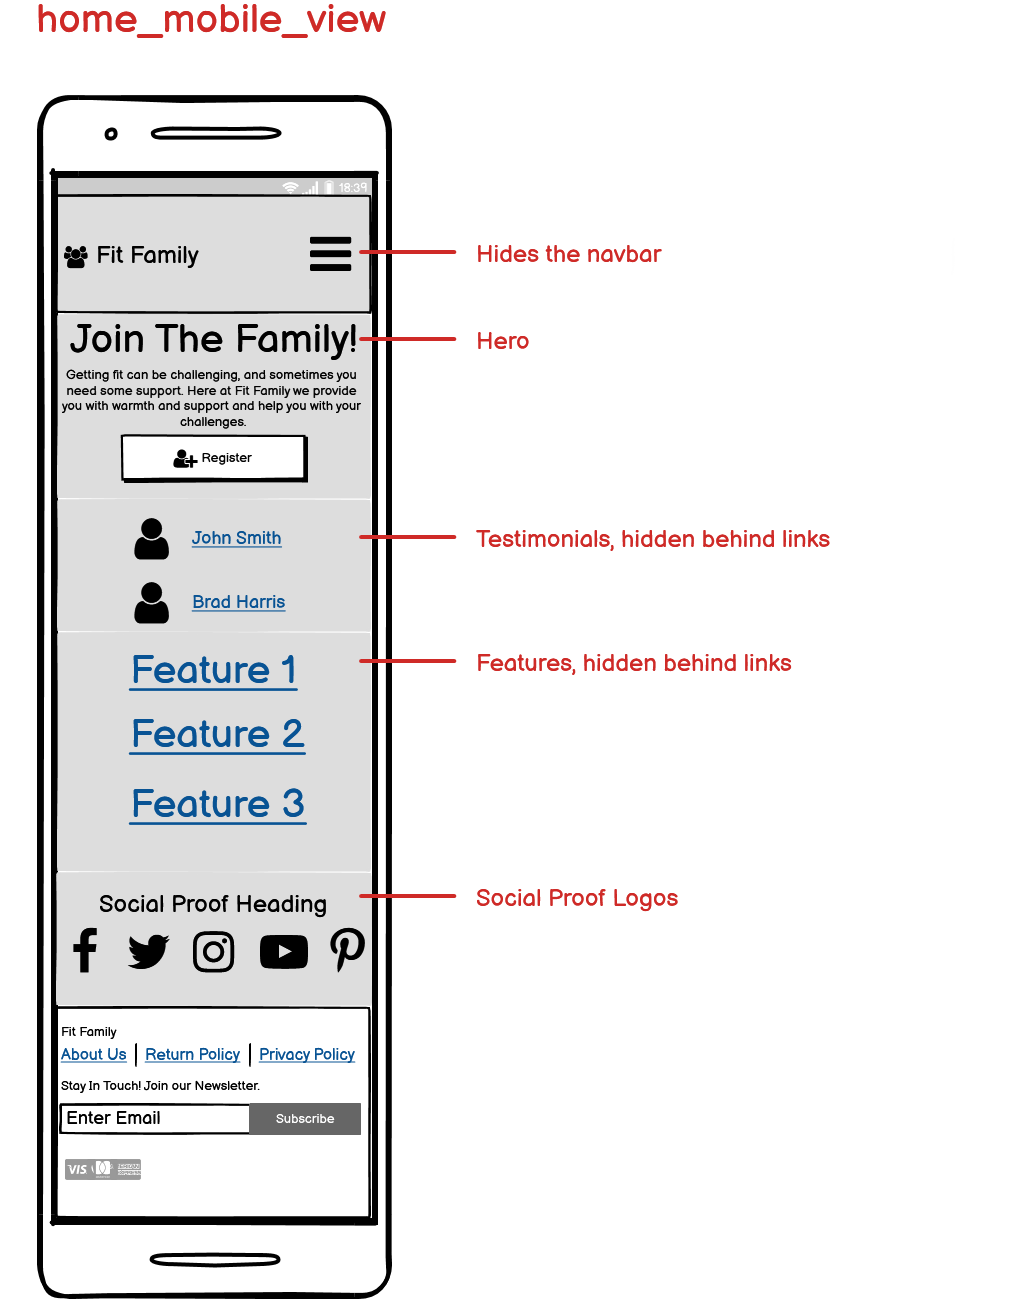 home_mobile_view
18:39
Fit Family
Hides the navbar
Join The Family!
Hero
Getting fit can be challenging, and sometimes you
need some support. Here at Fit Family we provide
you with warmth and support and help you with your
challenges.
Register
John Smith
Testimonials, hidden behind links
Brad Harris
Feature 1
Features, hidden behind links
Feature 2
Feature 3
Social Proof Heading
Social Proof Logos
Fit Family
About Us
Return Policy
Privacy Policy
Stay In Touch! Join our Newsletter.
Enter Email
Subscribe
VIS